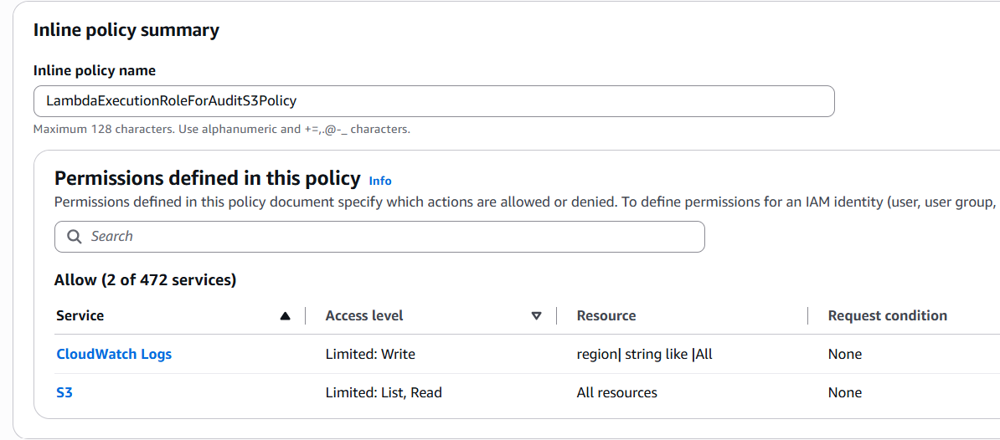 Inline policy summary
Inline policy name
LambdaExecutionRoleForAuditS3Policy
Maximum 128 characters. Use alphanumeric and +=,.@-_ characters.
Permissions defined in this policy Info
Permissions defined in this policy document specify which actions are allowed or denied. To define permissions for an IAM identity (user, user group,
Search
Allow (2 of 472 services)
Service Access level Resource Request condition
CloudWatch Logs Limited: Write region| string like |All None
S3 Limited: List, Read All resources None